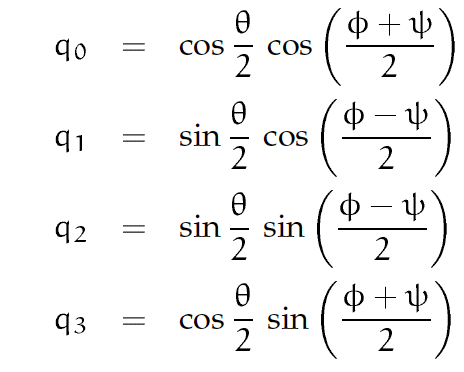 q₀ = cos θ/2 cos ((ϕ + ψ)/2)
q₁ = sin θ/2 cos ((ϕ − ψ)/2)
q₂ = sin θ/2 sin ((ϕ − ψ)/2)
q₃ = cos θ/2 sin ((ϕ + ψ)/2)